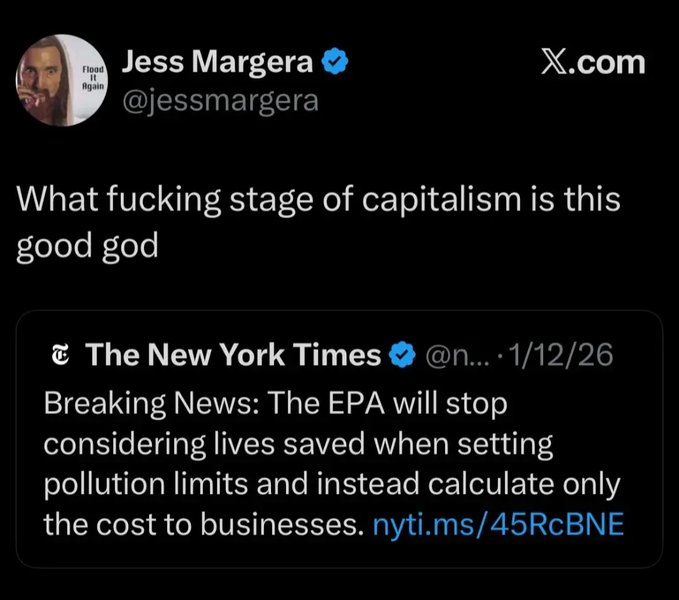 Flood
It
Again
Jess Margera
@jessmargera
X.com
What fucking stage of capitalism is this
good god
The New York Times @n... · 1/12/26
Breaking News: The EPA will stop
considering lives saved when setting
pollution limits and instead calculate only
the cost to businesses. nyti.ms/45RcBNE